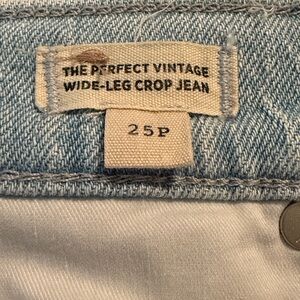 THE PERFECT VINTAGE
WIDE-LEG CROP JEAN
25P